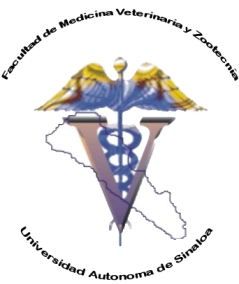 Facultad de Medicina Veterinaria y Zootecnia
V
Universidad Autonoma de Sinaloa